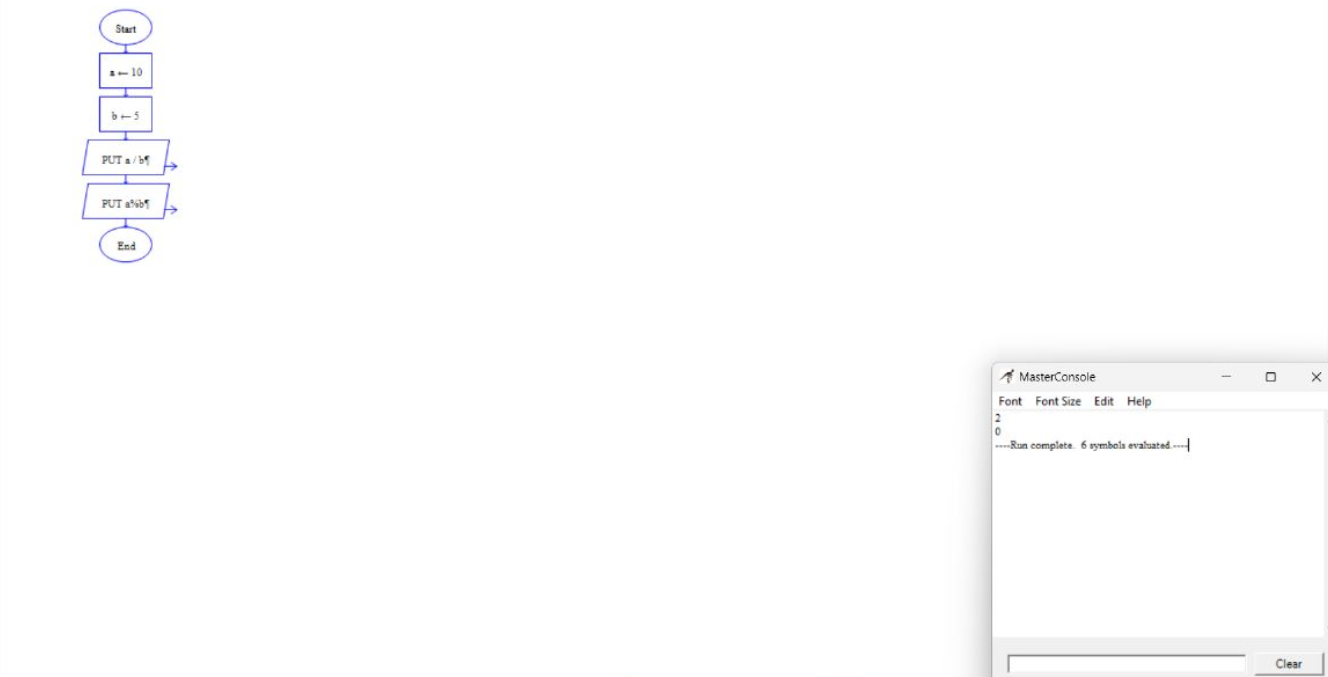 Start
a ← 10
b ← 5
PUT a / b¶
PUT a%b¶
End
MasterConsole
Font Font Size Edit Help
2
0
----Run complete. 6 symbols evaluated.----
Clear